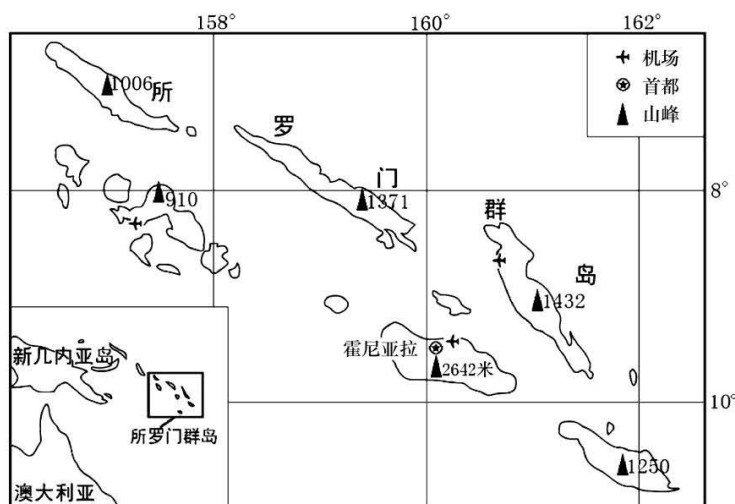 158°
160°
162°
机场
首都
山峰
1006
所
罗
门
群
岛
910
1371
8°
1432
霍尼亚拉
2642米
10°
1250
新几内亚岛
所罗门群岛
澳大利亚